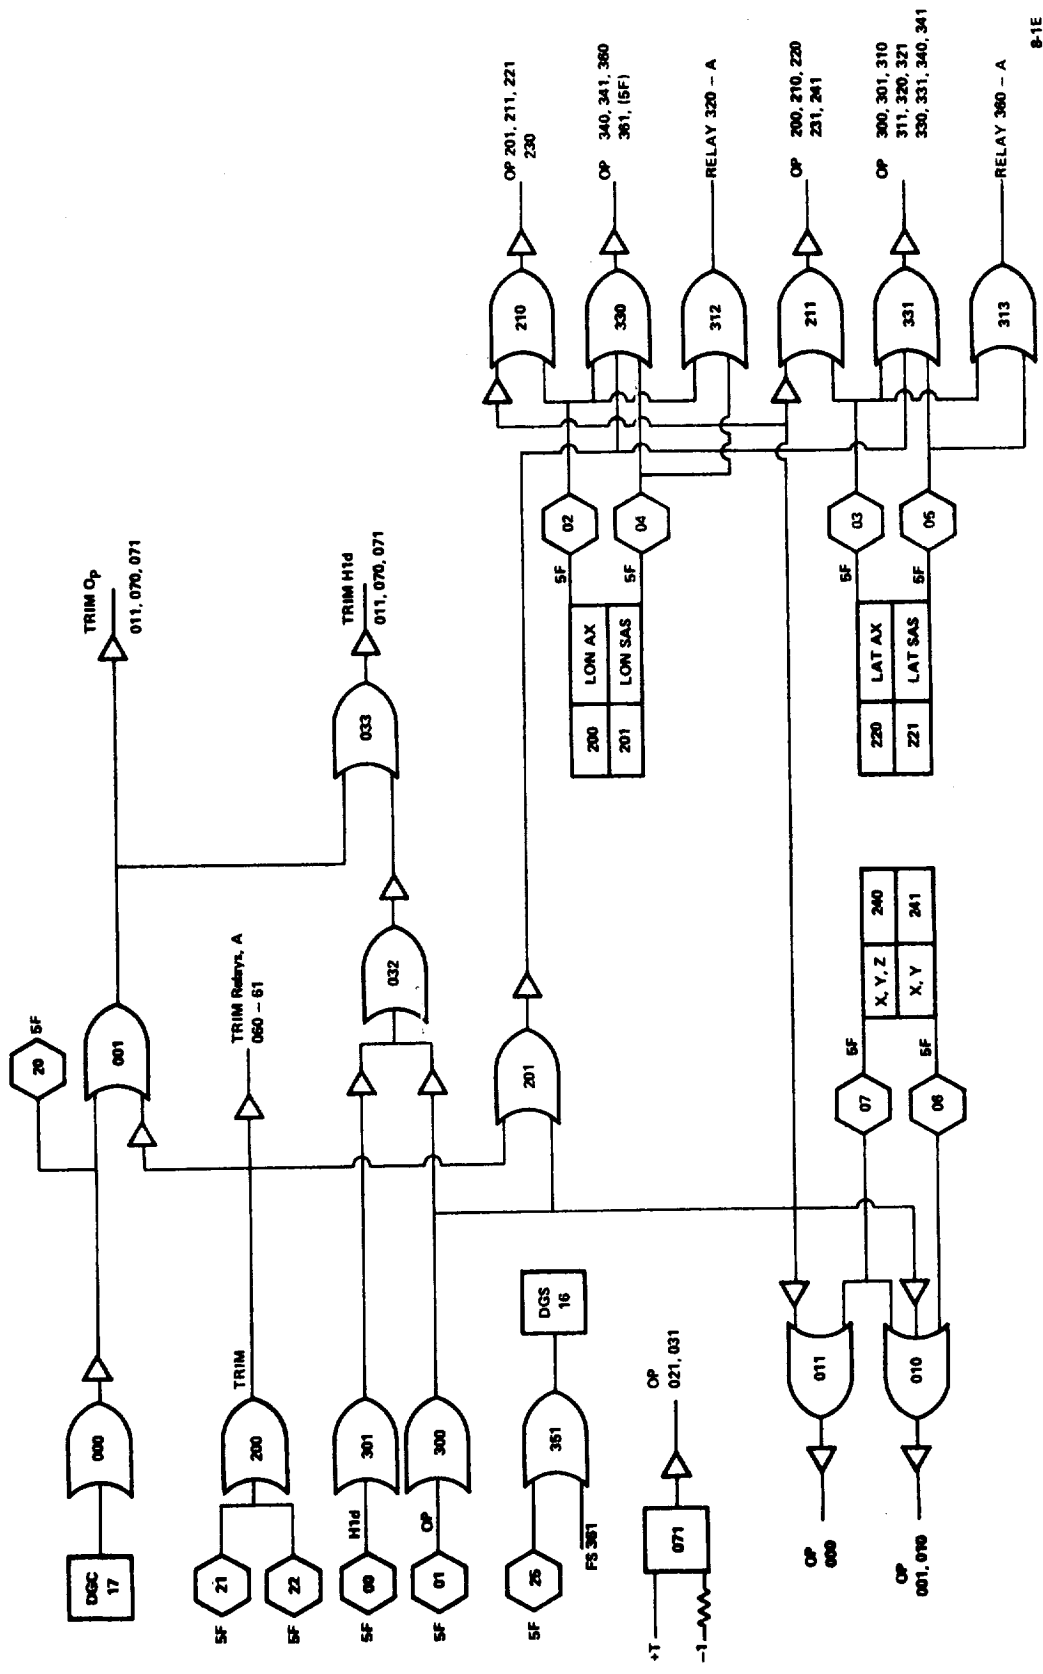 8-1E
OP 201, 211, 221
230
OP 340, 341, 360
361, (5F)
RELAY 320 – A
OP 200, 210, 220
231, 241
OP 300, 301, 310
311, 320, 321
330, 331, 340, 341
RELAY 360 – A
210
330
312
211
331
313
02
04
03
05
5F
5F
5F
5F
200 LON AX
201 LON SAS
220 LAT AX
221 LAT SAS
TRIM Op
011, 070, 071
TRIM H1d
011, 070, 071
033
5F
20
001
TRIM Relays, A
060 – 61
032
201
X, Y, Z 240
X, Y 241
5F
5F
07
06
000
DGC
17
TRIM
200
21
22
5F
5F
301
H1d
00
5F
300
OP
01
5F
DGS
16
351
25
5F
FS 361
OP
021, 031
071
+T
–1
011
010
OP
000
OP
001, 010